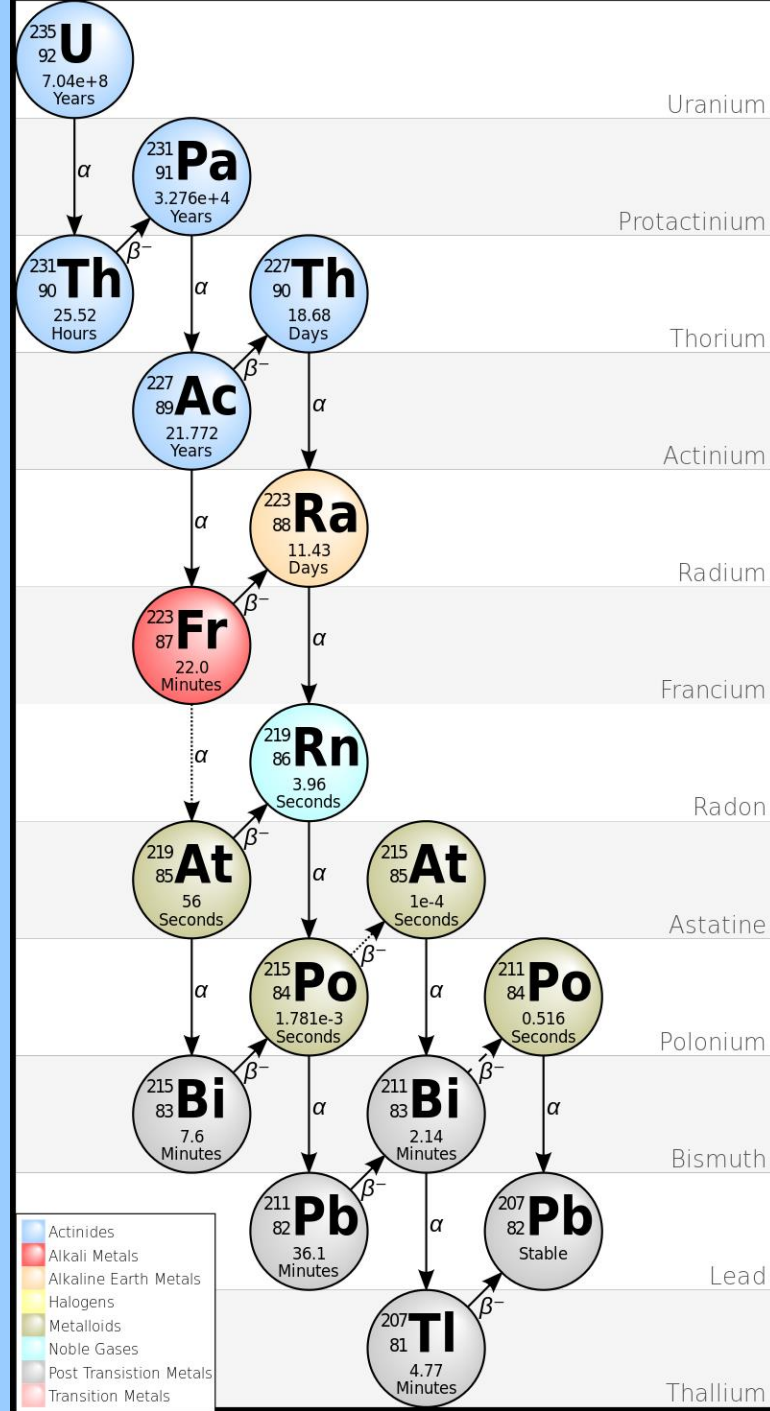 235
92 U
7.04e+8
Years
Uranium
α
231
91 Pa
3.276e+4
Years
Protactinium
β⁻
231
90 Th
25.52
Hours
α
227
90 Th
18.68
Days
Thorium
β⁻
227
89 Ac
21.772
Years
α
Actinium
α
223
88 Ra
11.43
Days
Radium
β⁻
223
87 Fr
22.0
Minutes
α
Francium
α
219
86 Rn
3.96
Seconds
Radon
β⁻
219
85 At
56
Seconds
α
215
85 At
1e-4
Seconds
Astatine
β⁻
α
215
84 Po
1.781e-3
Seconds
α
211
84 Po
0.516
Seconds
Polonium
β⁻
β⁻
215
83 Bi
7.6
Minutes
α
211
83 Bi
2.14
Minutes
α
Bismuth
β⁻
211
82 Pb
36.1
Minutes
α
207
82 Pb
Stable
Lead
β⁻
207
81 Tl
4.77
Minutes
Thallium
Actinides
Alkali Metals
Alkaline Earth Metals
Halogens
Metalloids
Noble Gases
Post Transistion Metals
Transition Metals